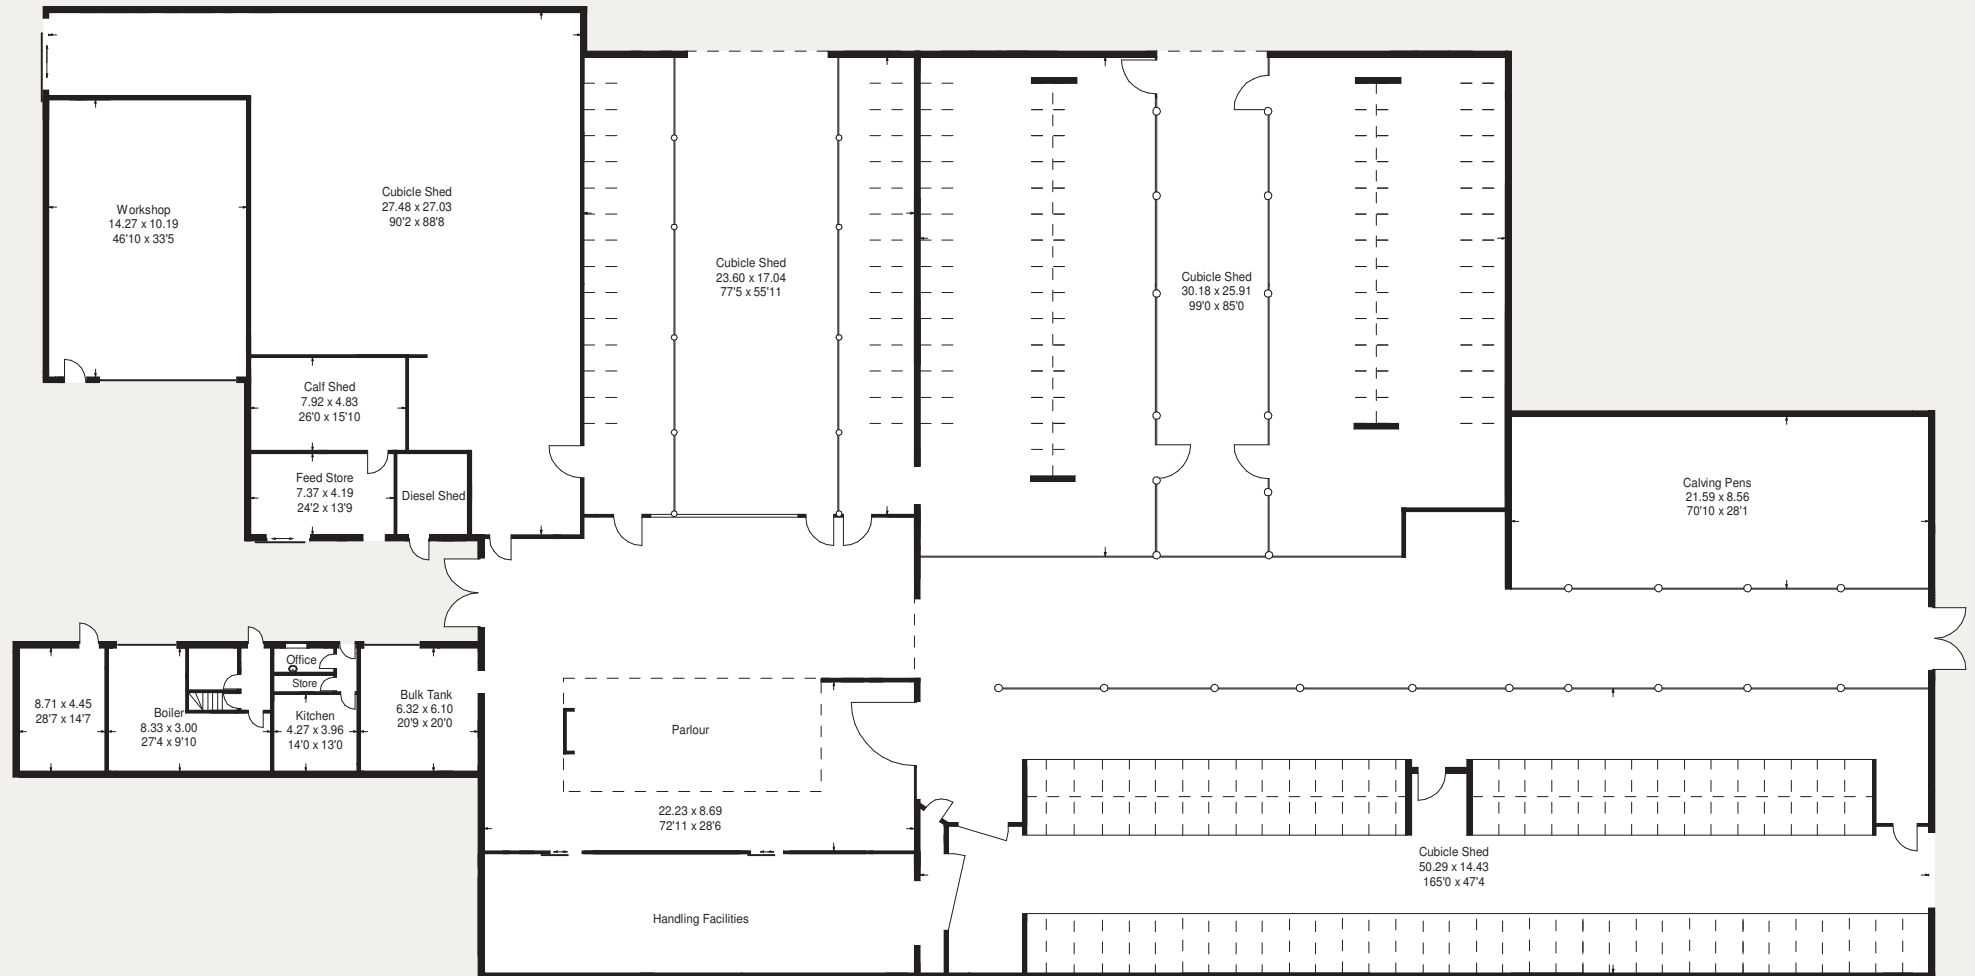 Cubicle Shed
27.48 x 27.03
90'2 x 88'8
Workshop
14.27 x 10.19
46'10 x 33'5
Cubicle Shed
23.60 x 17.04
77'5 x 55'11
Cubicle Shed
30.18 x 25.91
99'0 x 85'0
Calf Shed
7.92 x 4.83
26'0 x 15'10
Feed Store
7.37 x 4.19
24'2 x 13'9
Diesel Shed
Calving Pens
21.59 x 8.56
70'10 x 28'1
8.71 x 4.45
28'7 x 14'7
Boiler
8.33 x 3.00
27'4 x 9'10
Office
Store
Kitchen
4.27 x 3.96
14'0 x 13'0
Bulk Tank
6.32 x 6.10
20'9 x 20'0
Parlour
22.23 x 8.69
72'11 x 28'6
Cubicle Shed
50.29 x 14.43
165'0 x 47'4
Handling Facilities